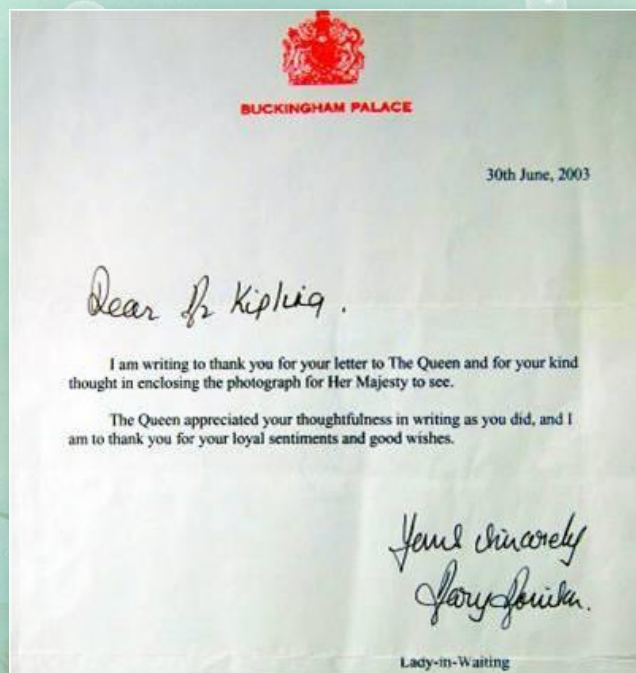 BUCKINGHAM PALACE
30th June, 2003
Dear Dr Kipling.
I am writing to thank you for your letter to The Queen and for your kind
thought in enclosing the photograph for Her Majesty to see.
The Queen appreciated your thoughtfulness in writing as you did, and I
am to thank you for your loyal sentiments and good wishes.
Yours sincerely
Lady-in-Waiting